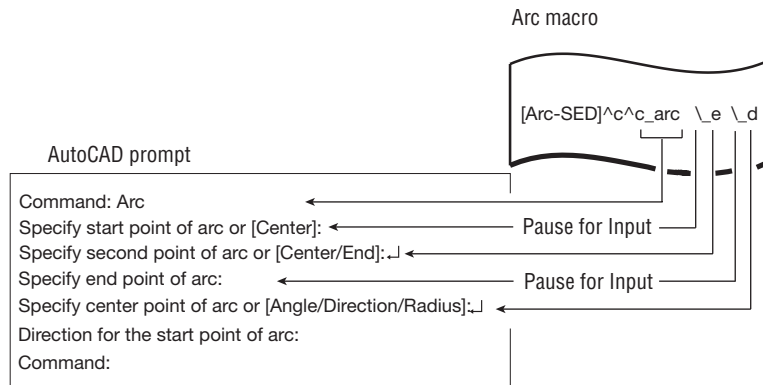 Arc macro
[Arc-SED]^c^c_arc \_e \_d
AutoCAD prompt
Command: Arc
Specify start point of arc or [Center]:
Pause for Input
Specify second point of arc or [Center/End]:↵
Specify end point of arc:
Pause for Input
Specify center point of arc or [Angle/Direction/Radius]:↵
Direction for the start point of arc:
Command: